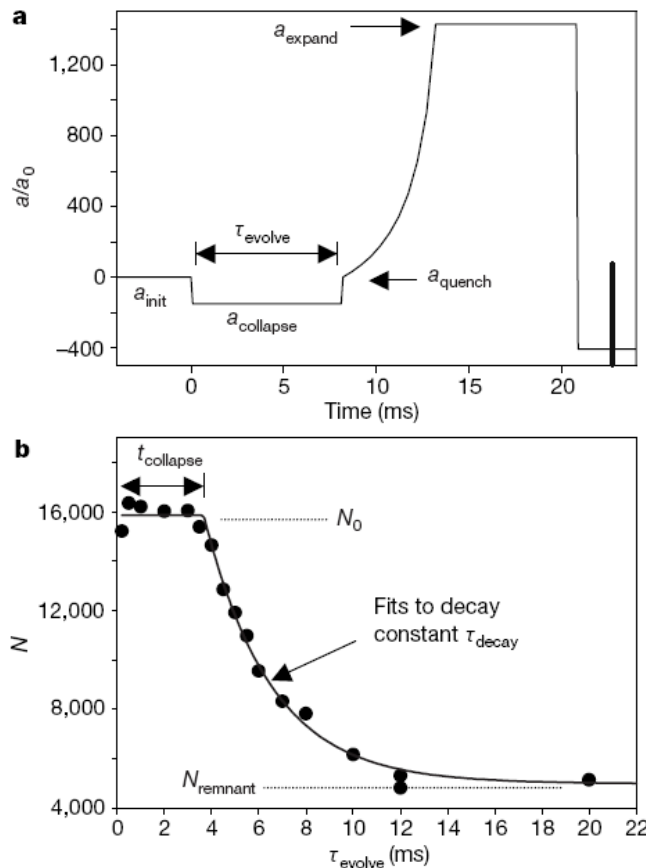 a
a_expand
1,200
800
a/a_0
400
τ_evolve
0
a_init
a_quench
a_collapse
−400
0 5 10 15 20
Time (ms)
b
t_collapse
16,000
N_0
12,000
Fits to decay
constant τ_decay
N
8,000
N_remnant
4,000
0 2 4 6 8 10 12 14 16 18 20 22
τ_evolve (ms)